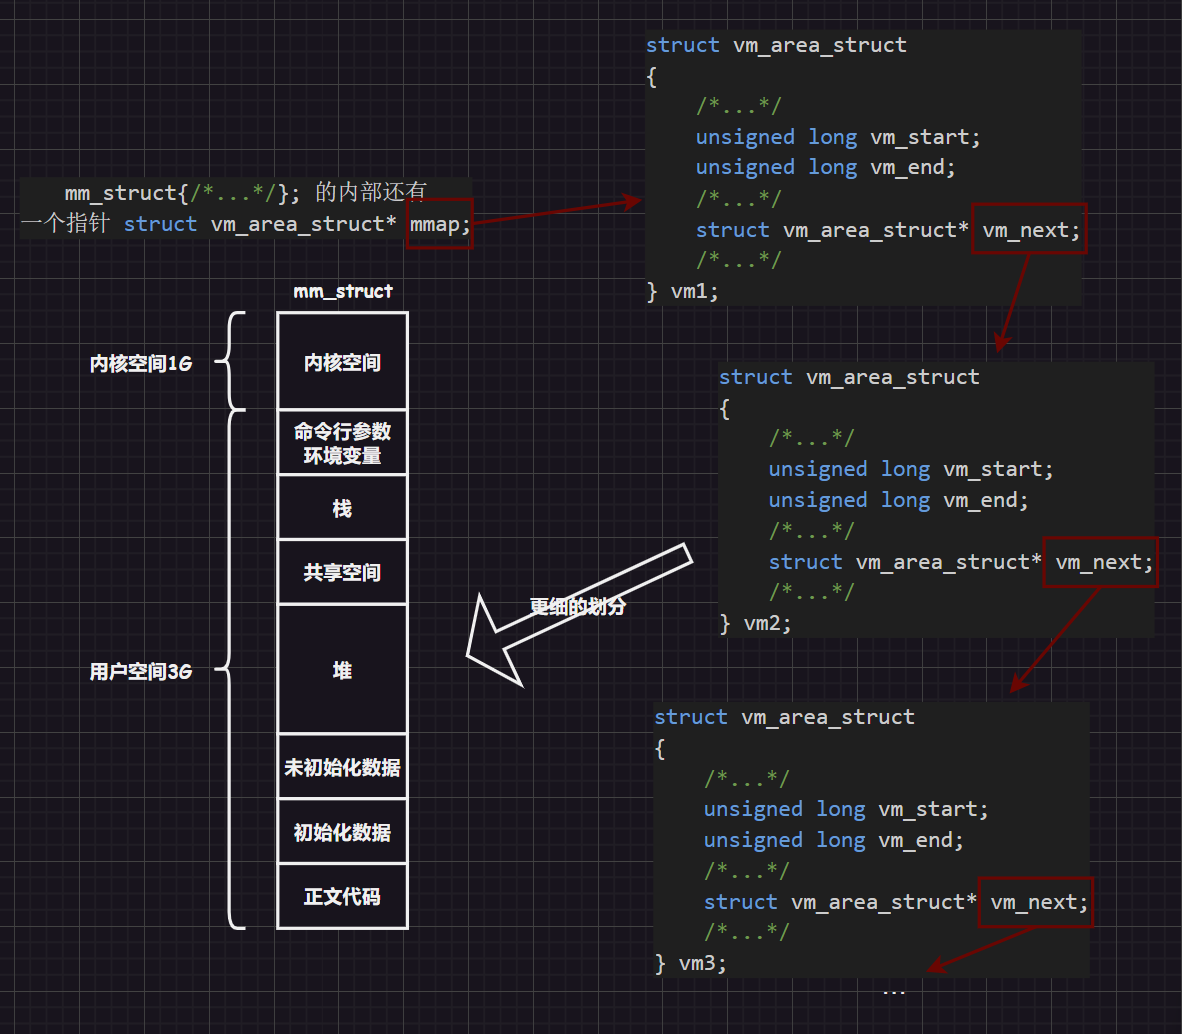 mm_struct{/*...*/}; 的内部还有
一个指针 struct vm_area_struct* mmap;
mm_struct
内核空间1G
内核空间
命令行参数
环境变量
栈
共享空间
用户空间3G
堆
未初始化数据
初始化数据
正文代码
更细的划分
struct vm_area_struct
{
/*...*/
unsigned long vm_start;
unsigned long vm_end;
/*...*/
struct vm_area_struct* vm_next;
/*...*/
} vm1;
struct vm_area_struct
{
/*...*/
unsigned long vm_start;
unsigned long vm_end;
/*...*/
struct vm_area_struct* vm_next;
/*...*/
} vm2;
struct vm_area_struct
{
/*...*/
unsigned long vm_start;
unsigned long vm_end;
/*...*/
struct vm_area_struct* vm_next;
/*...*/
} vm3;
...